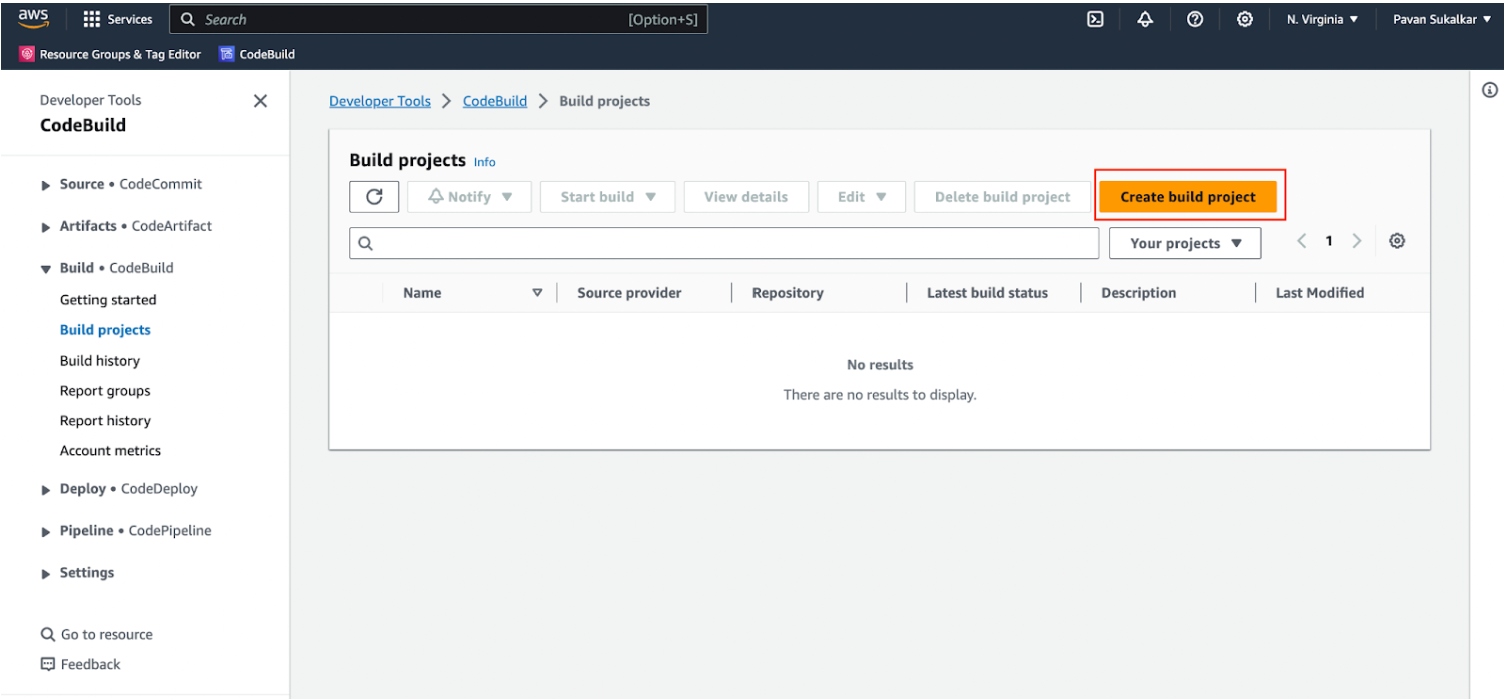 aws Services Search [Option+S] N. Virginia Pavan Sukalkar
Resource Groups & Tag Editor CodeBuild
Developer Tools
CodeBuild
Source • CodeCommit
Artifacts • CodeArtifact
Build • CodeBuild
Getting started
Build projects
Build history
Report groups
Report history
Account metrics
Deploy • CodeDeploy
Pipeline • CodePipeline
Settings
Go to resource
Feedback
Developer Tools > CodeBuild > Build projects
Build projects Info
Notify Start build View details Edit Delete build project Create build project
Your projects < 1 >
Name Source provider Repository Latest build status Description Last Modified
No results
There are no results to display.